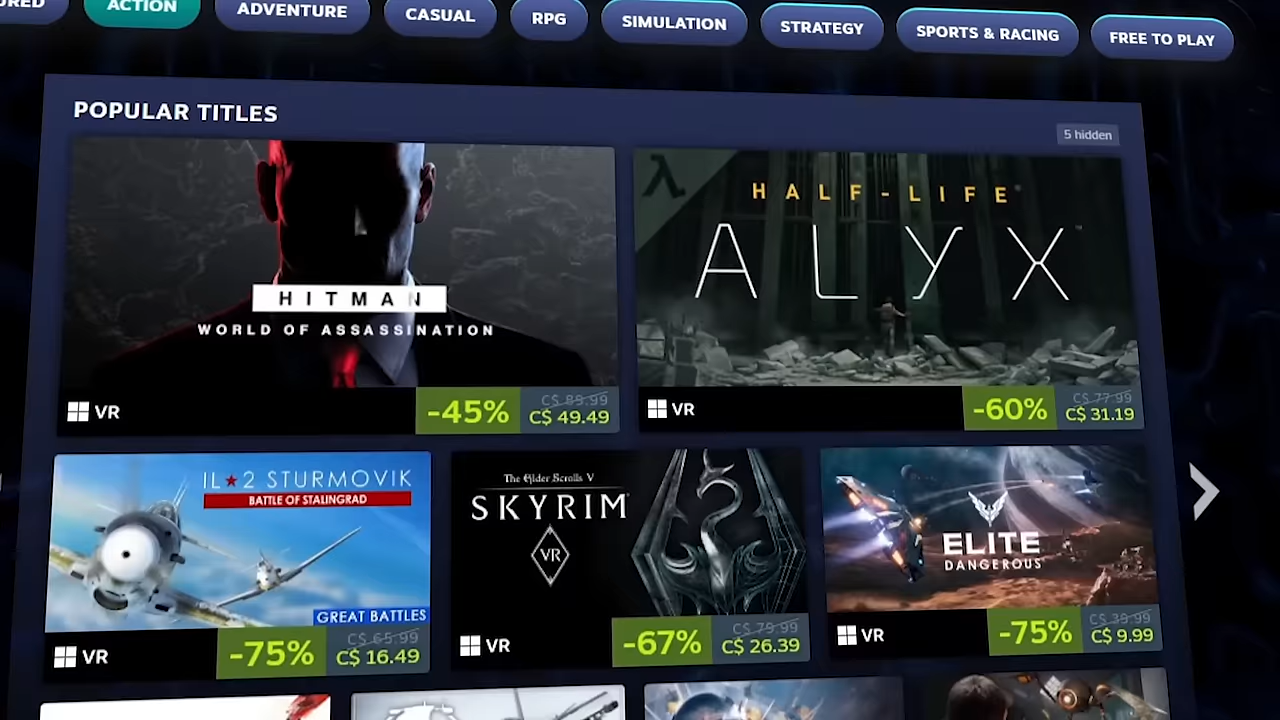 ACTION
ADVENTURE
CASUAL
RPG
SIMULATION
STRATEGY
SPORTS & RACING
FREE TO PLAY
POPULAR TITLES
5 hidden
HITMAN
WORLD OF ASSASSINATION
VR
-45%
C$ 89.99
C$ 49.49
HALF-LIFE
ALYX
VR
-60%
C$ 77.99
C$ 31.19
IL★2 STURMOVIK
BATTLE OF STALINGRAD
GREAT BATTLES
VR
-75%
C$ 65.99
C$ 16.49
The Elder Scrolls V
SKYRIM
VR
VR
-67%
C$ 79.99
C$ 26.39
ELITE
DANGEROUS
VR
-75%
C$ 39.99
C$ 9.99